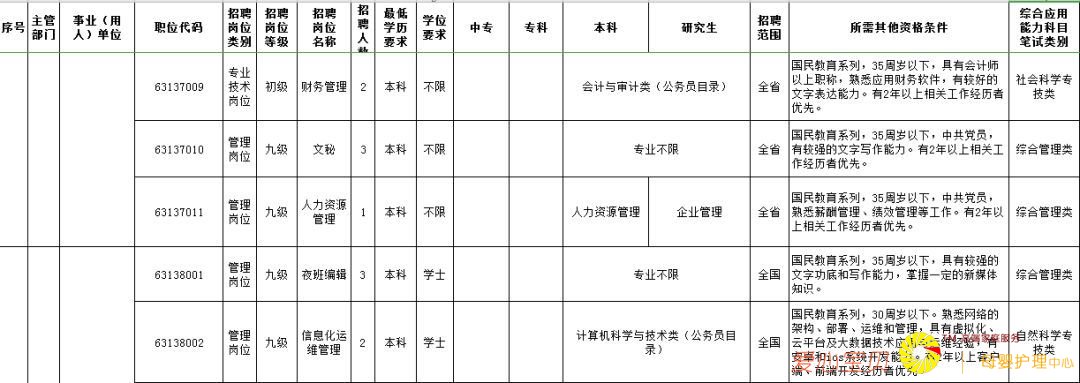 序号 主管部门 事业（用人）单位 职位代码 招聘岗位类别 招聘岗位等级 招聘岗位名称 招聘人数 最低学历要求 学位要求 中专 专科 本科 研究生 招聘范围 所需其他资格条件 综合应用能力科目笔试类别
63137009 专业技术岗位 初级 财务管理 2 本科 不限 会计与审计类（公务员目录） 全省 国民教育系列，35周岁以下，具有会计师以上职称，熟悉应用财务软件，有较好的文字表达能力。有2年以上相关工作经历者优先。 社会科学专技类
63137010 管理岗位 九级 文秘 3 本科 不限 专业不限 全省 国民教育系列，35周岁以下，中共党员，有较强的文字写作能力。有2年以上相关工作经历者优先。 综合管理类
63137011 管理岗位 九级 人力资源管理 1 本科 不限 人力资源管理 企业管理 全省 国民教育系列，35周岁以下，中共党员，熟悉薪酬管理、绩效管理等工作。有2年以上相关工作经历者优先。 综合管理类
63138001 管理岗位 九级 夜班编辑 3 本科 学士 专业不限 全国 国民教育系列，35周岁以下，具有较强的文字功底和写作能力，掌握一定的新媒体知识。 综合管理类
63138002 管理岗位 九级 信息化运维管理 2 本科 学士 计算机科学与技术类（公务员目录） 全国 国民教育系列，30周岁以下。熟悉网络的架构、部署、运维和管理，具有虚拟化、云平台及大数据技术应用与运维经验，有安卓和ios系统开发能力。有2年以上客户端、前端开发经历者优先 自然科学专技类
母婴护理中心